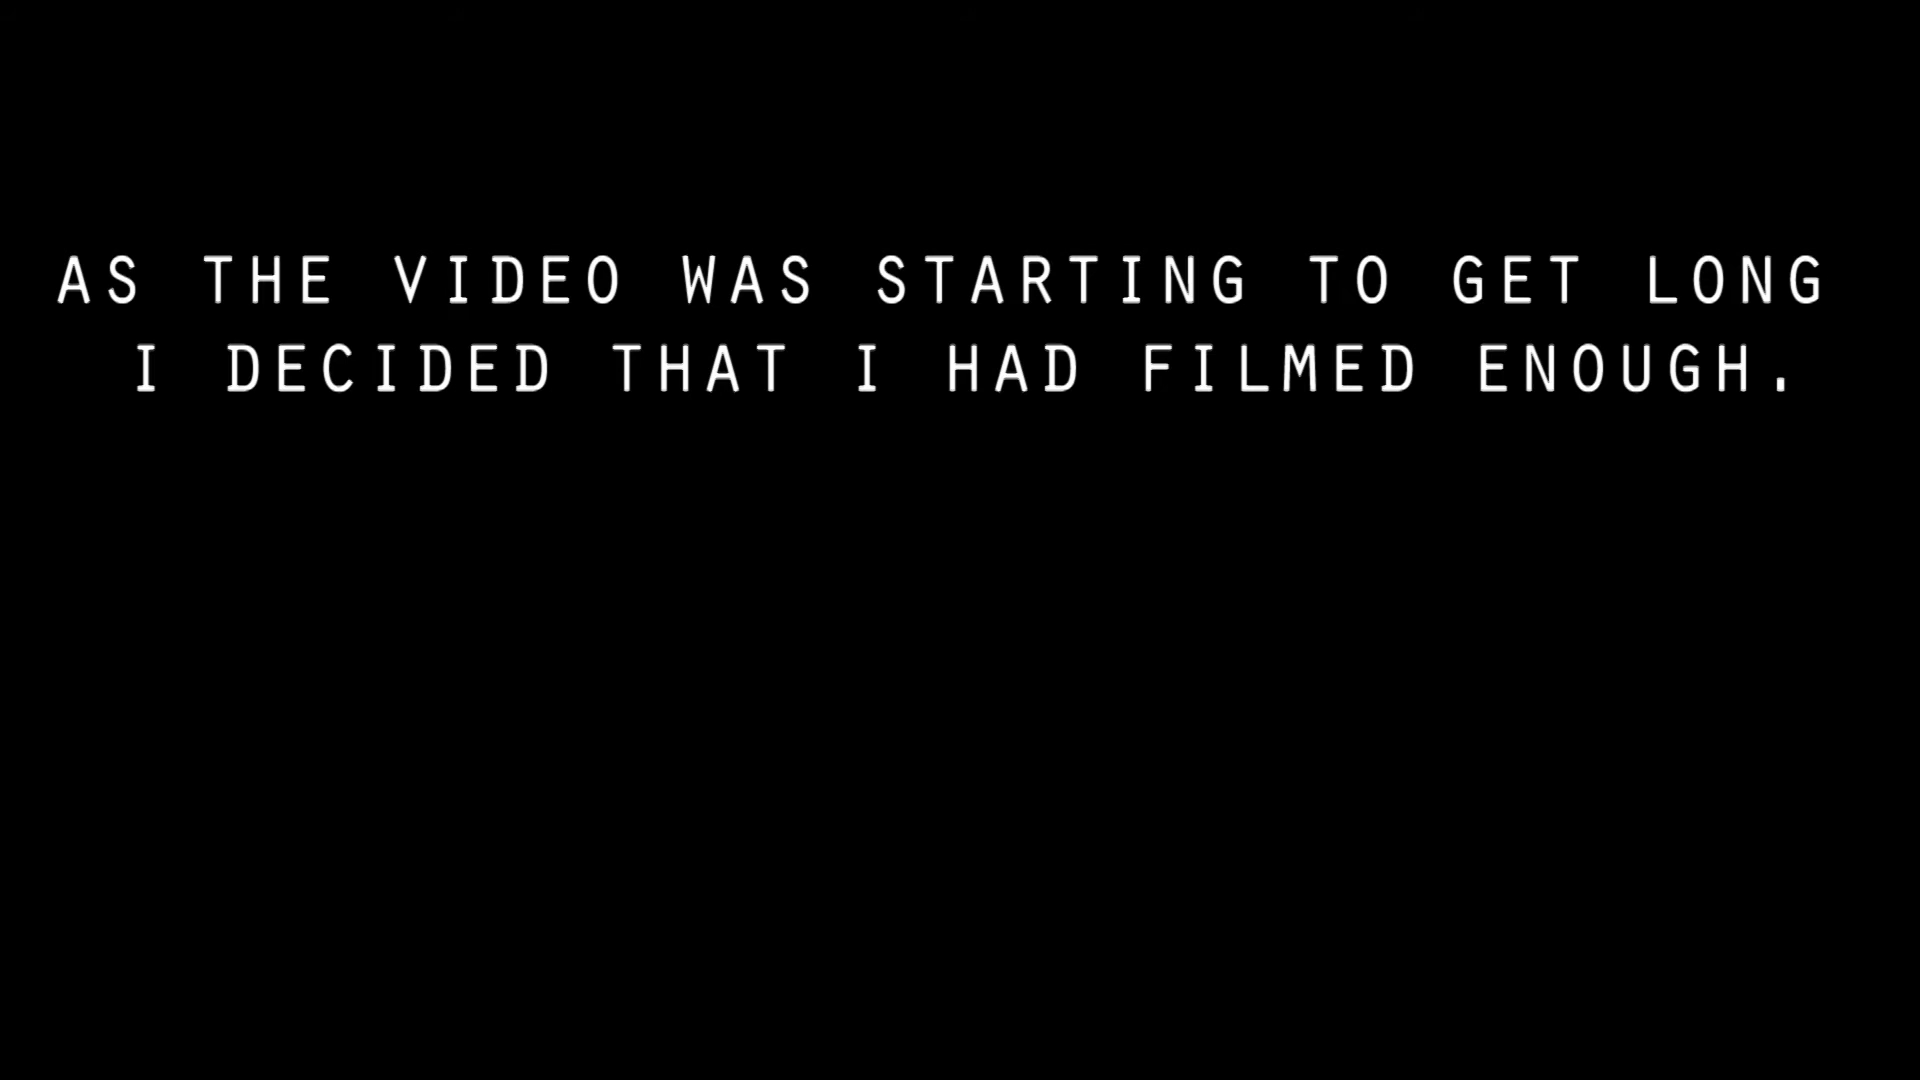 AS THE VIDEO WAS STARTING TO GET LONG
I DECIDED THAT I HAD FILMED ENOUGH.